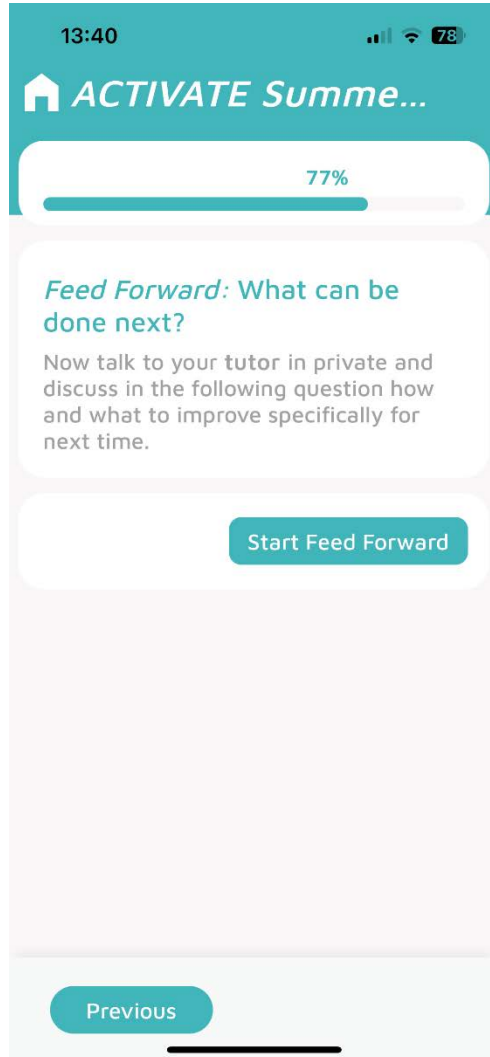 13:40
78
ACTIVATE Summe...
77%
Feed Forward: What can be
done next?
Now talk to your tutor in private and
discuss in the following question how
and what to improve specifically for
next time.
Start Feed Forward
Previous